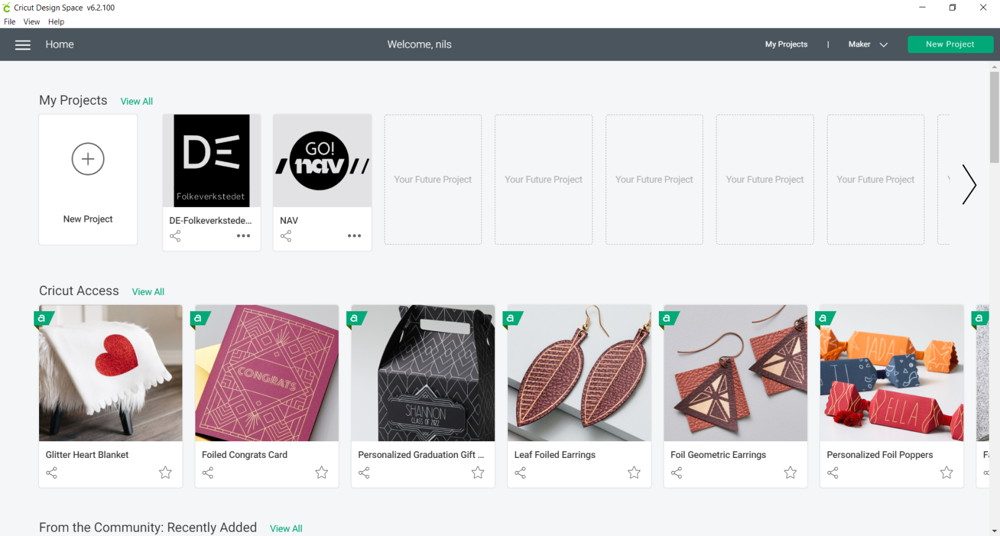 Cricut Design Space v6.2.100
File View Help
Home
Welcome, nils
My Projects | Maker
New Project
My Projects View All
New Project
DE
Folkeverkstedet
DE-Folkeverkstede...
GO!
nav
NAV
Your Future Project
Your Future Project
Your Future Project
Your Future Project
Your Future Project
Cricut Access View All
a
Glitter Heart Blanket
a
CONGRATS
Foiled Congrats Card
a
SHANNON
CLASS OF 2022
Personalized Graduation Gift ...
a
Leaf Foiled Earrings
a
Foil Geometric Earrings
a
JADA
ELLA
Personalized Foil Poppers
a
From the Community: Recently Added View All